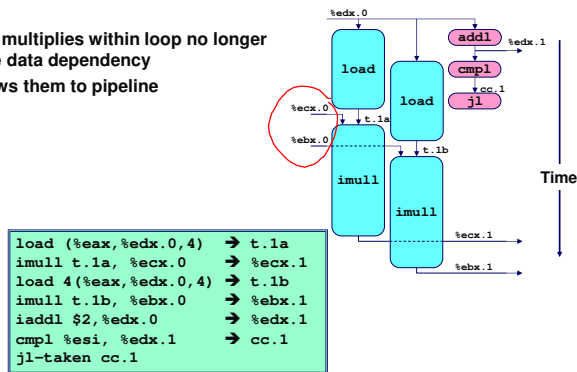 multiplies within loop no longer
data dependency
them to pipeline
%edx.0
addl
%edx.1
load
cmpl
load
cc.1
jl
%ecx.0
t.1a
%ebx.0
t.1b
imull
Time
imull
%ecx.1
%ebx.1
load (%eax,%edx.0,4) ➔ t.1a
imull t.1a, %ecx.0 ➔ %ecx.1
load 4(%eax,%edx.0,4) ➔ t.1b
imull t.1b, %ebx.0 ➔ %ebx.1
iaddl $2,%edx.0 ➔ %edx.1
cmpl %esi, %edx.1 ➔ cc.1
jl-taken cc.1